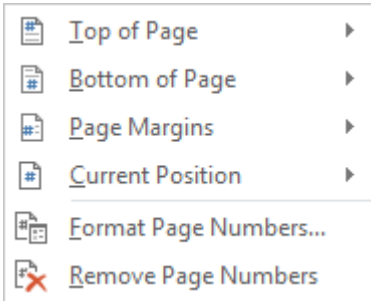 Top of Page
Bottom of Page
Page Margins
Current Position
Format Page Numbers...
Remove Page Numbers